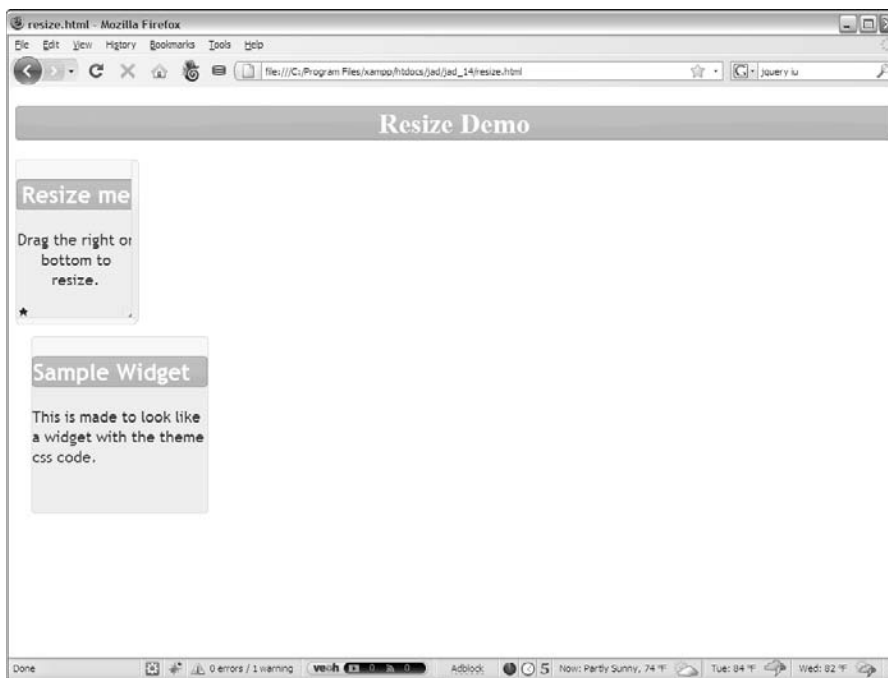 resize.html - Mozilla Firefox
File Edit View History Bookmarks Tools Help
file:///C:/Program Files/xampp/htdocs/jad/jad_14/resize.html
jquery iu
Resize Demo
Resize me
Drag the right or
bottom to
resize.
Sample Widget
This is made to look like
a widget with the theme
css code.
Done
0 errors / 1 warning
veoh
0
0
Adblock
5
Now: Partly Sunny, 74 °F
Tue: 84 °F
Wed: 82 °F